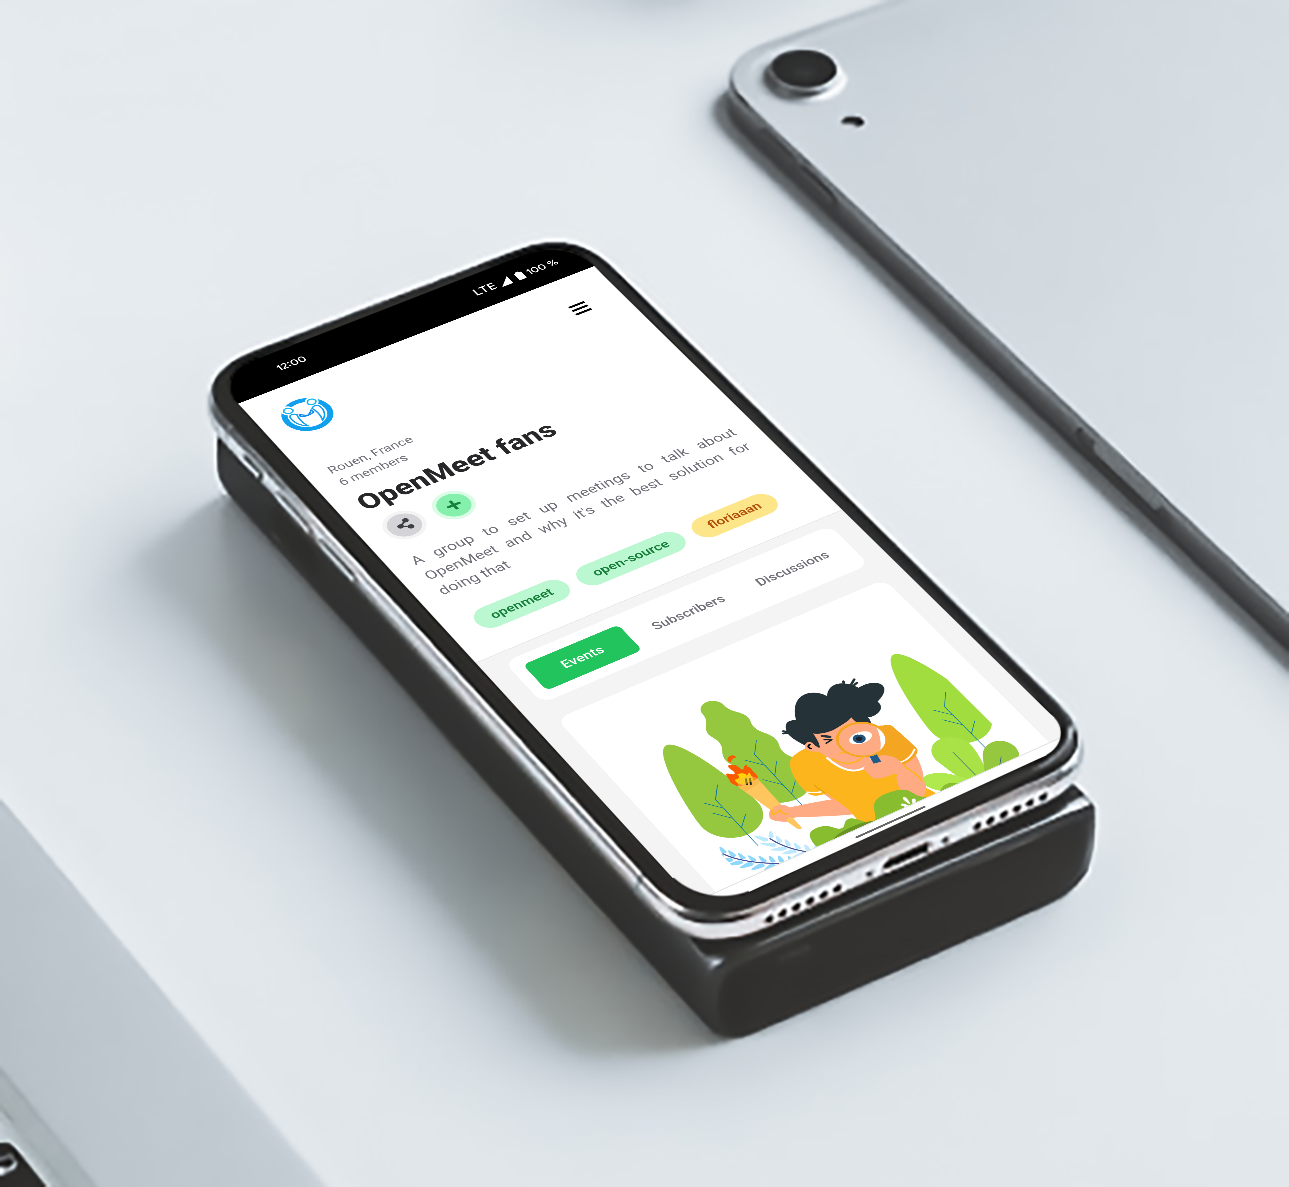 12:00
LTE 100 %
Rouen, France
6 members
OpenMeet fans
A group to set up meetings to talk about
OpenMeet and why it's the best solution for
doing that
openmeet open-source floriaaan
Events Subscribers Discussions